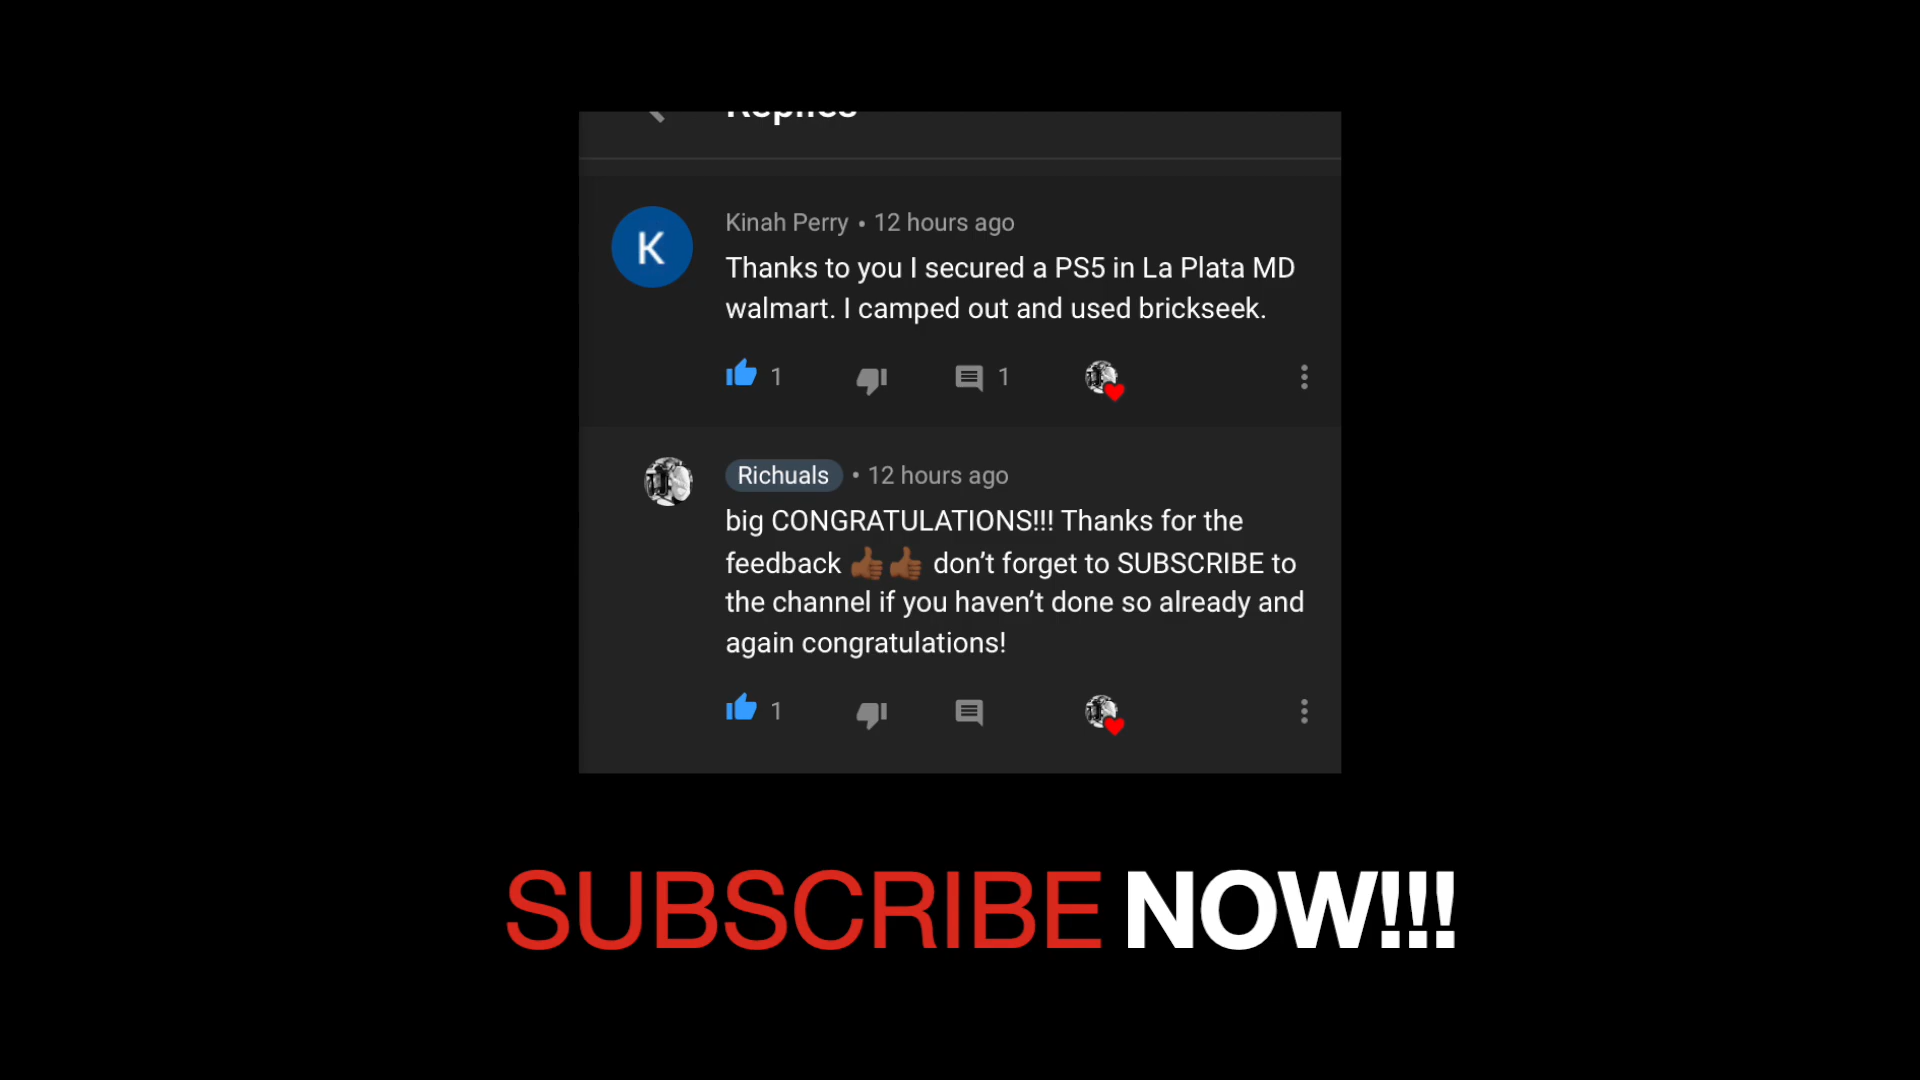 Replies
K
Kinah Perry • 12 hours ago
Thanks to you I secured a PS5 in La Plata MD
walmart. I camped out and used brickseek.
1
1
Richuals • 12 hours ago
big CONGRATULATIONS!!! Thanks for the
feedback 👍🏾👍🏾 don’t forget to SUBSCRIBE to
the channel if you haven’t done so already and
again congratulations!
1
SUBSCRIBE NOW!!!